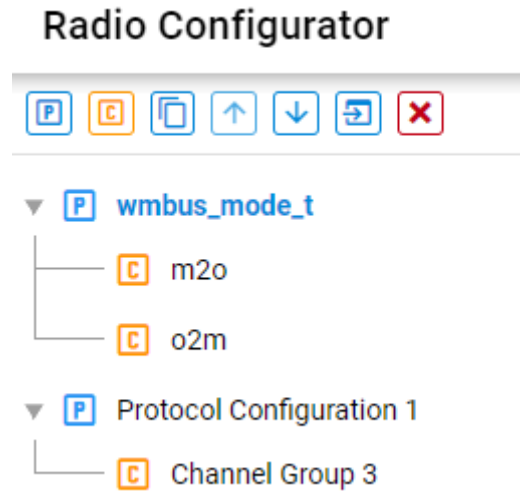 Radio Configurator
P C
P wmbus_mode_t
C m2o
C o2m
P Protocol Configuration 1
C Channel Group 3